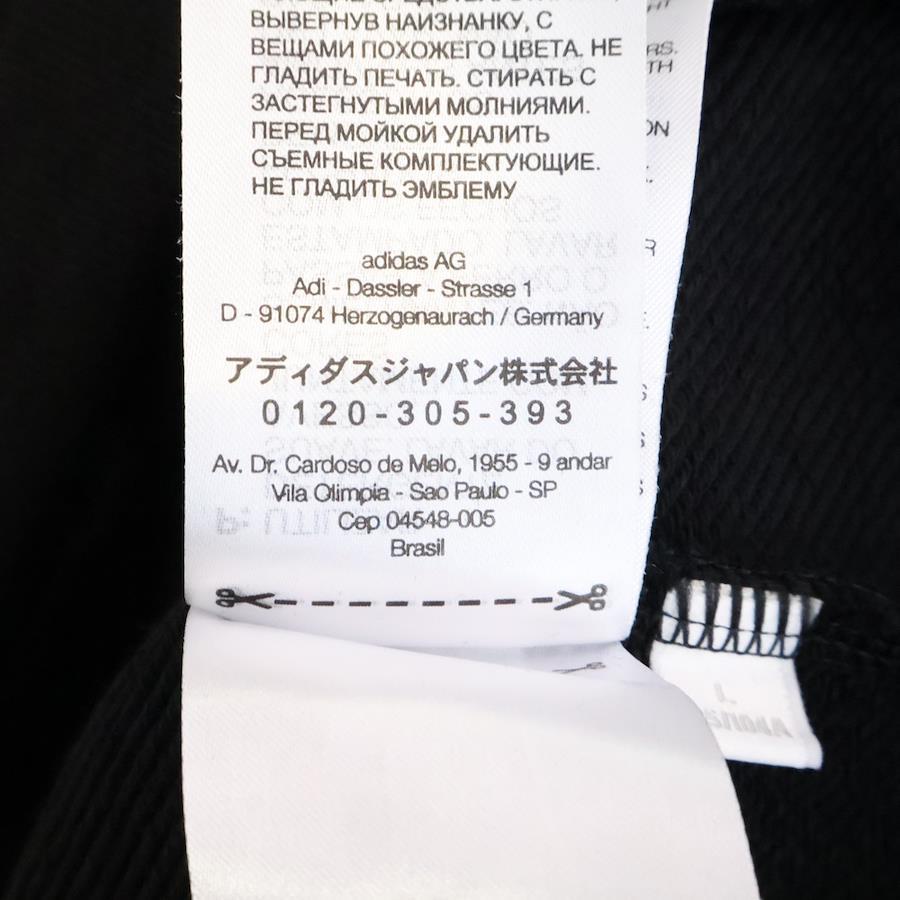 ВЫВЕРНУВ НАИЗНАНКУ, С
ВЕЩАМИ ПОХОЖЕГО ЦВЕТА. НЕ
ГЛАДИТЬ ПЕЧАТЬ. СТИРАТЬ С
ЗАСТЕГНУТЫМИ МОЛНИЯМИ.
ПЕРЕД МОЙКОЙ УДАЛИТЬ
СЪЕМНЫЕ КОМПЛЕКТУЮЩИЕ.
НЕ ГЛАДИТЬ ЭМБЛЕМУ
adidas AG
Adi - Dassler - Strasse 1
D - 91074 Herzogenaurach / Germany
アディダスジャパン株式会社
0120-305-393
Av. Dr. Cardoso de Melo, 1955 - 9 andar
Vila Olimpia - Sao Paulo - SP
Cep 04548-005
Brasil